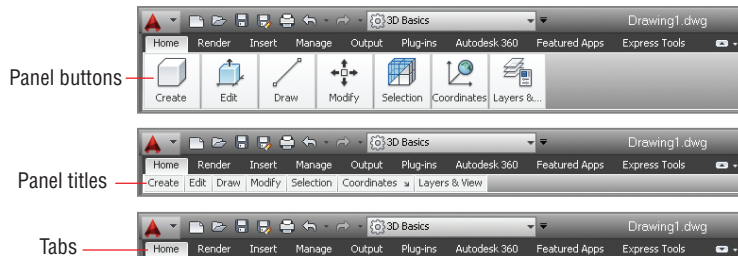 3D Basics Drawing1.dwg
Home Render Insert Manage Output Plug-ins Autodesk 360 Featured Apps Express Tools
Panel buttons
Create Edit Draw Modify Selection Coordinates Layers &...
3D Basics Drawing1.dwg
Home Render Insert Manage Output Plug-ins Autodesk 360 Featured Apps Express Tools
Panel titles
Create Edit Draw Modify Selection Coordinates Layers & View
3D Basics Drawing1.dwg
Tabs
Home Render Insert Manage Output Plug-ins Autodesk 360 Featured Apps Express Tools